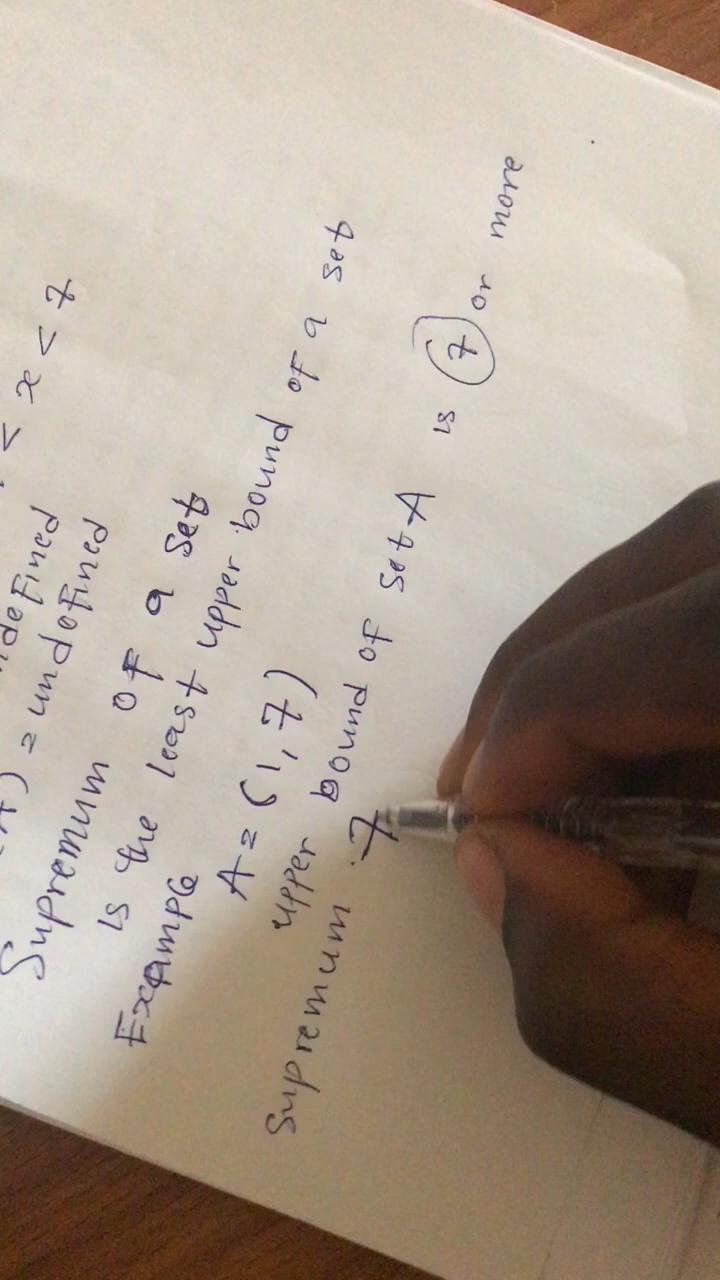 < x < 7
= undefined
Supremum of a set
is the least upper bound of a set
Example
A = (1, 7)
upper bound of set A is 7 or more
Supremum 7